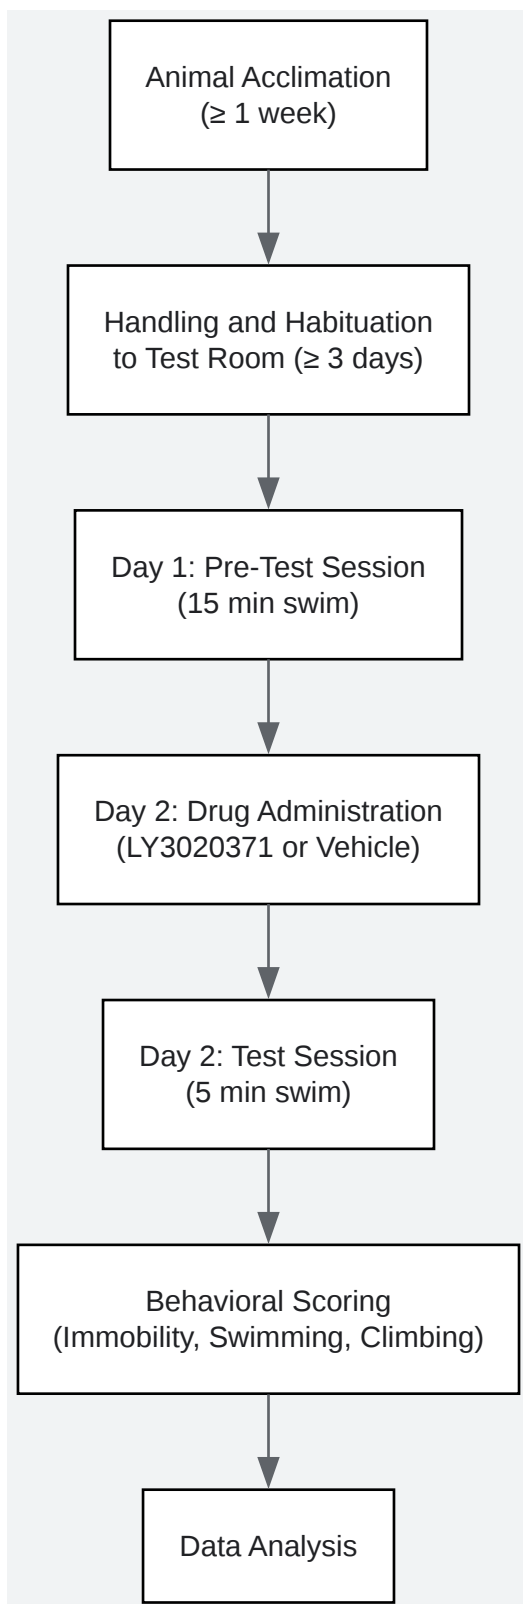 Animal Acclimation
(≥ 1 week)
Handling and Habituation
to Test Room (≥ 3 days)
Day 1: Pre-Test Session
(15 min swim)
Day 2: Drug Administration
(LY3020371 or Vehicle)
Day 2: Test Session
(5 min swim)
Behavioral Scoring
(Immobility, Swimming, Climbing)
Data Analysis